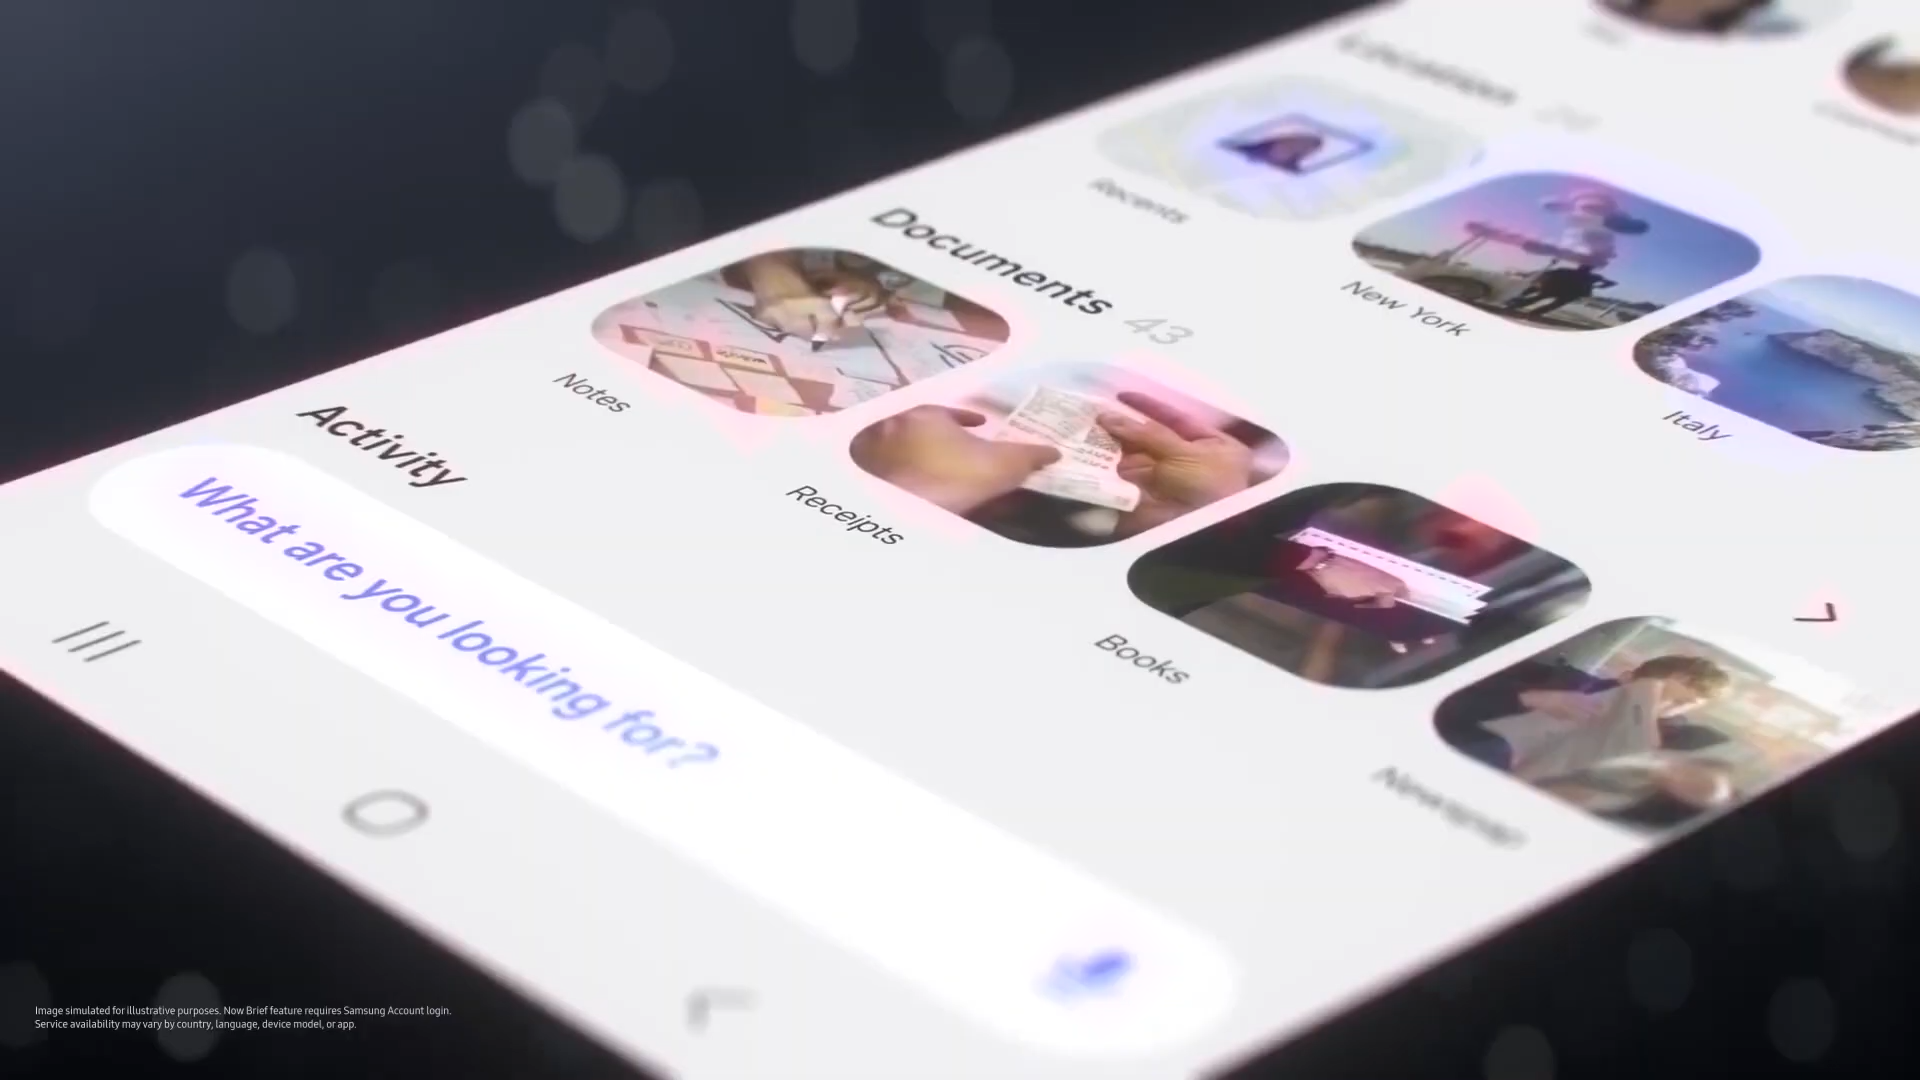 Recents
New York
Italy
Documents 43
Notes
Receipts
Books
Activity
What are you looking for?
Image simulated for illustrative purposes. Now Brief feature requires Samsung Account login.
Service availability may vary by country, language, device model, or app.